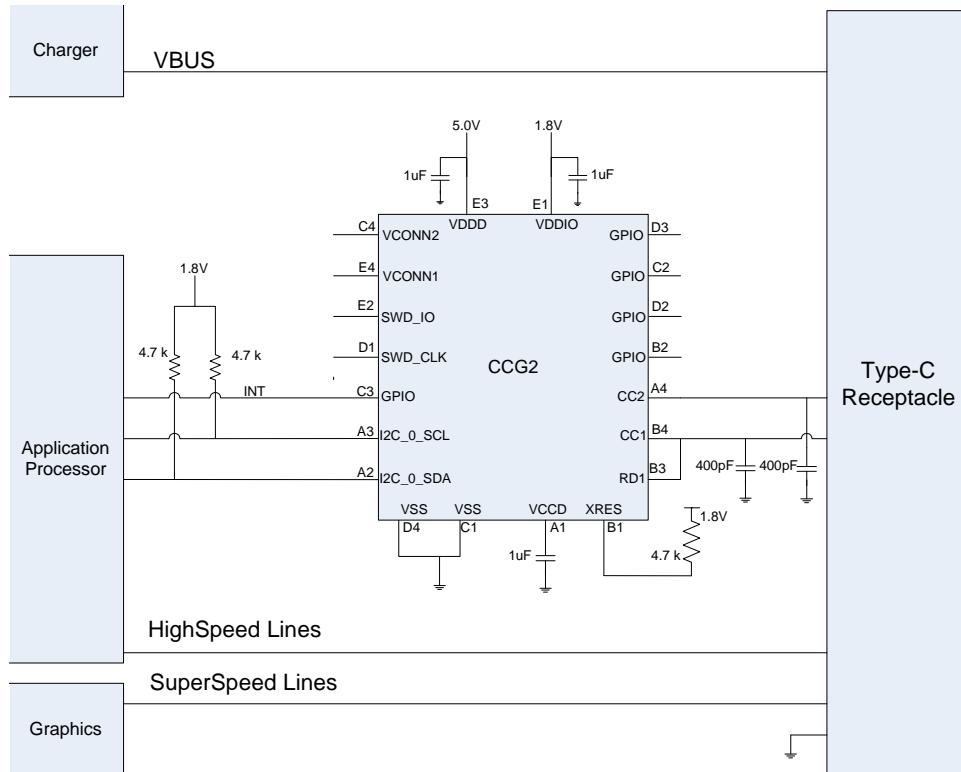 Charger
VBUS
5.0V
1.8V
1uF
1uF
E3
E1
VDDD
VDDIO
C4
VCONN2
GPIO
D3
E4
VCONN1
GPIO
C2
1.8V
E2
SWD_IO
GPIO
D2
4.7 k
4.7 k
D1
SWD_CLK
GPIO
B2
CCG2
Type-C
Receptacle
INT
C3
GPIO
CC2
A4
Application
Processor
A3
I2C_0_SCL
CC1
B4
A2
I2C_0_SDA
RD1
B3
400pF
400pF
VSS
VSS
VCCD
XRES
D4
C1
A1
B1
1.8V
1uF
4.7 k
HighSpeed Lines
SuperSpeed Lines
Graphics